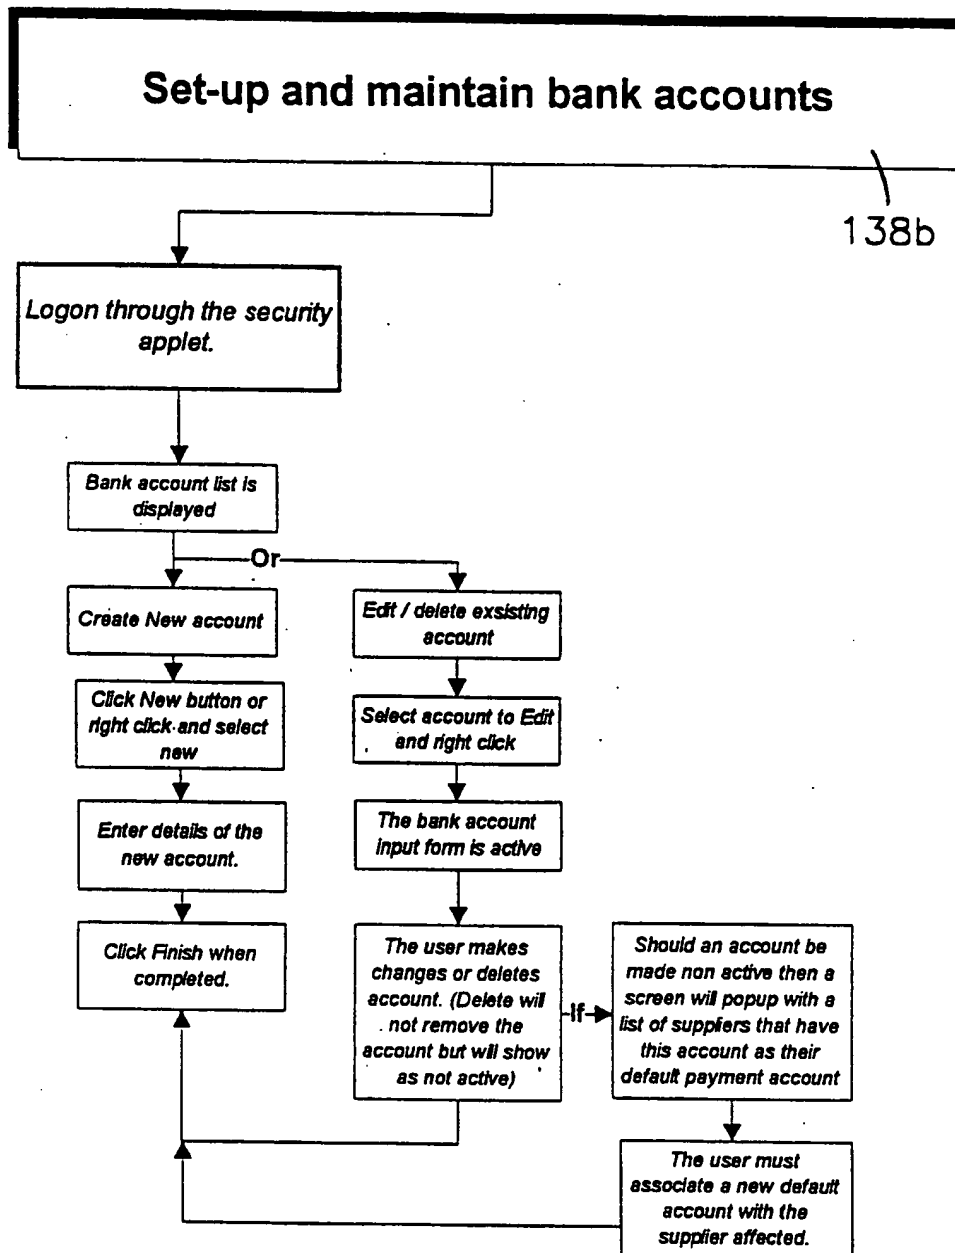 Set-up and maintain bank accounts
138b
Logon through the security
applet.
Bank account list is
displayed
Or
Create New account
Edit / delete exsisting
account
Click New button or
right click and select
new
Select account to Edit
and right click
Enter details of the
new account.
The bank account
input form is active
Click Finish when
completed.
The user makes
changes or deletes
account. (Delete will
not remove the
account but will show
as not active)
If
Should an account be
made non active then a
screen will popup with a
list of suppliers that have
this account as their
default payment account
The user must
associate a new default
account with the
supplier affected.